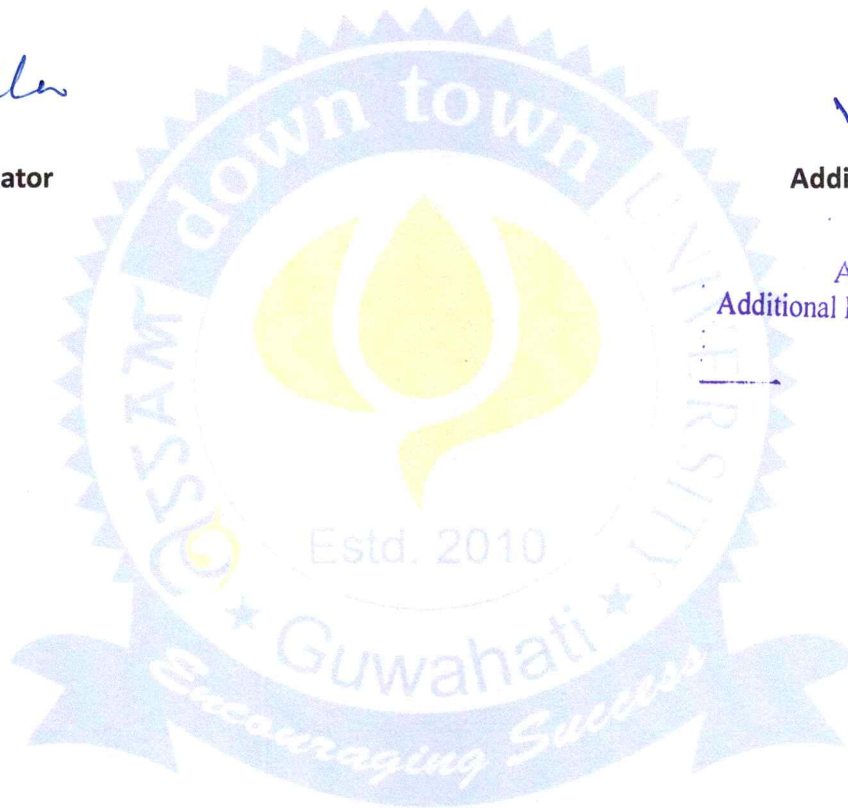 ator
Addi
A
Additional
down town
ASSAM
UNIVERSITY
Estd. 2010
★ Guwahati ★
Encouraging Success